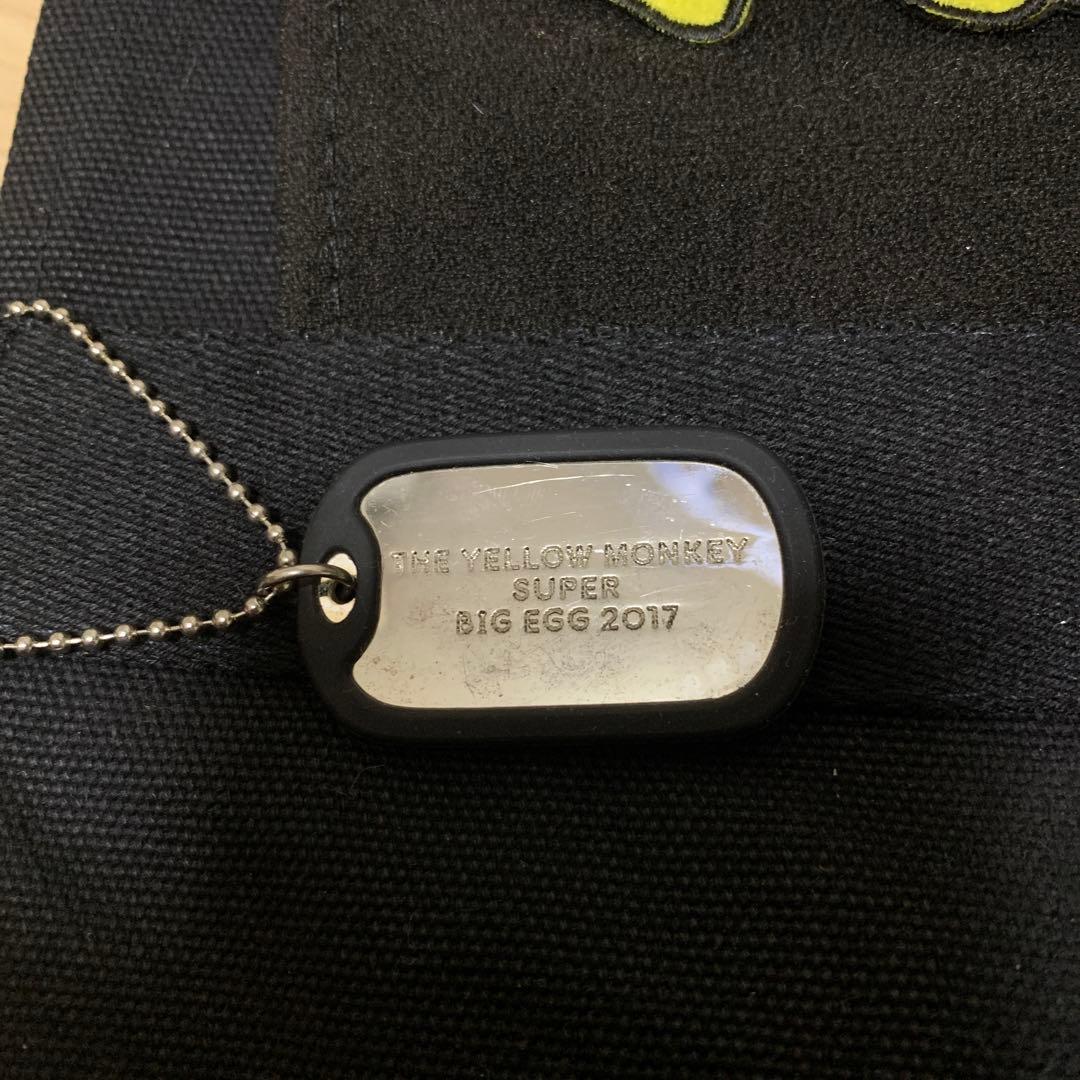 THE YELLOW MONKEY
SUPER
BIG EGG 2017